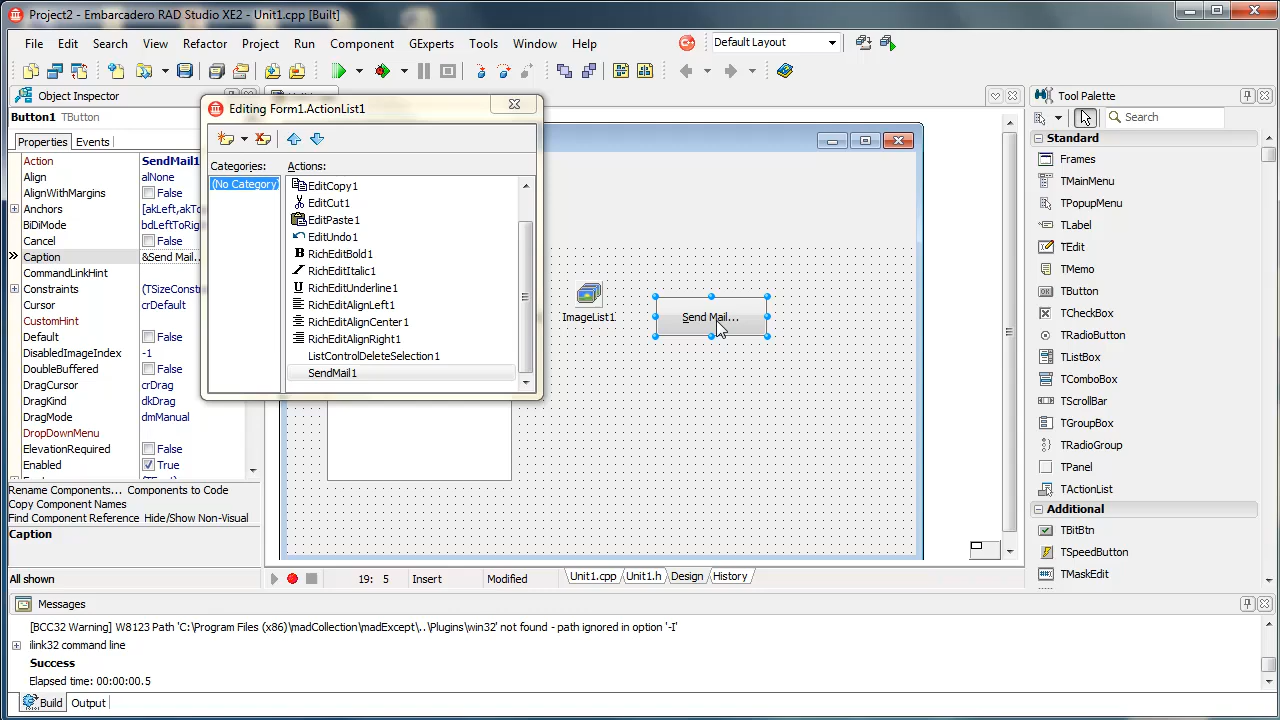 Project2 - Embarcadero RAD Studio XE2 - Unit1.cpp [Built]
File Edit Search View Refactor Project Run Component GExperts Tools Window Help
Default Layout
Object Inspector
Button1 TButton
Properties Events
Action SendMail1
Align alNone
AlignWithMargins False
Anchors [akLeft,akTo
BiDiMode bdLeftToRig
Cancel False
Caption &Send Mail..
CommandLinkHint
Constraints (TSizeConst
Cursor crDefault
CustomHint
Default False
DisabledImageIndex -1
DoubleBuffered False
DragCursor crDrag
DragKind dkDrag
DragMode dmManual
DropDownMenu
ElevationRequired False
Enabled True
Rename Components... Components to Code
Copy Component Names
Find Component Reference Hide/Show Non-Visual
Caption
All shown
Editing Form1.ActionList1
Categories: Actions:
(No Category)
EditCopy1
EditCut1
EditPaste1
EditUndo1
RichEditBold1
RichEditItalic1
RichEditUnderline1
RichEditAlignLeft1
RichEditAlignCenter1
RichEditAlignRight1
ListControlDeleteSelection1
SendMail1
ImageList1
Send Mail...
19: 5 Insert Modified Unit1.cpp Unit1.h Design History
Tool Palette
Search
Standard
Frames
TMainMenu
TPopupMenu
TLabel
TEdit
TMemo
TButton
TCheckBox
TRadioButton
TListBox
TComboBox
TScrollBar
TGroupBox
TRadioGroup
TPanel
TActionList
Additional
TBitBtn
TSpeedButton
TMaskEdit
Messages
[BCC32 Warning] W8123 Path 'C:\Program Files (x86)\madCollection\madExcept\..\Plugins\win32' not found - path ignored in option '-I'
ilink32 command line
Success
Elapsed time: 00:00:00.5
Build Output